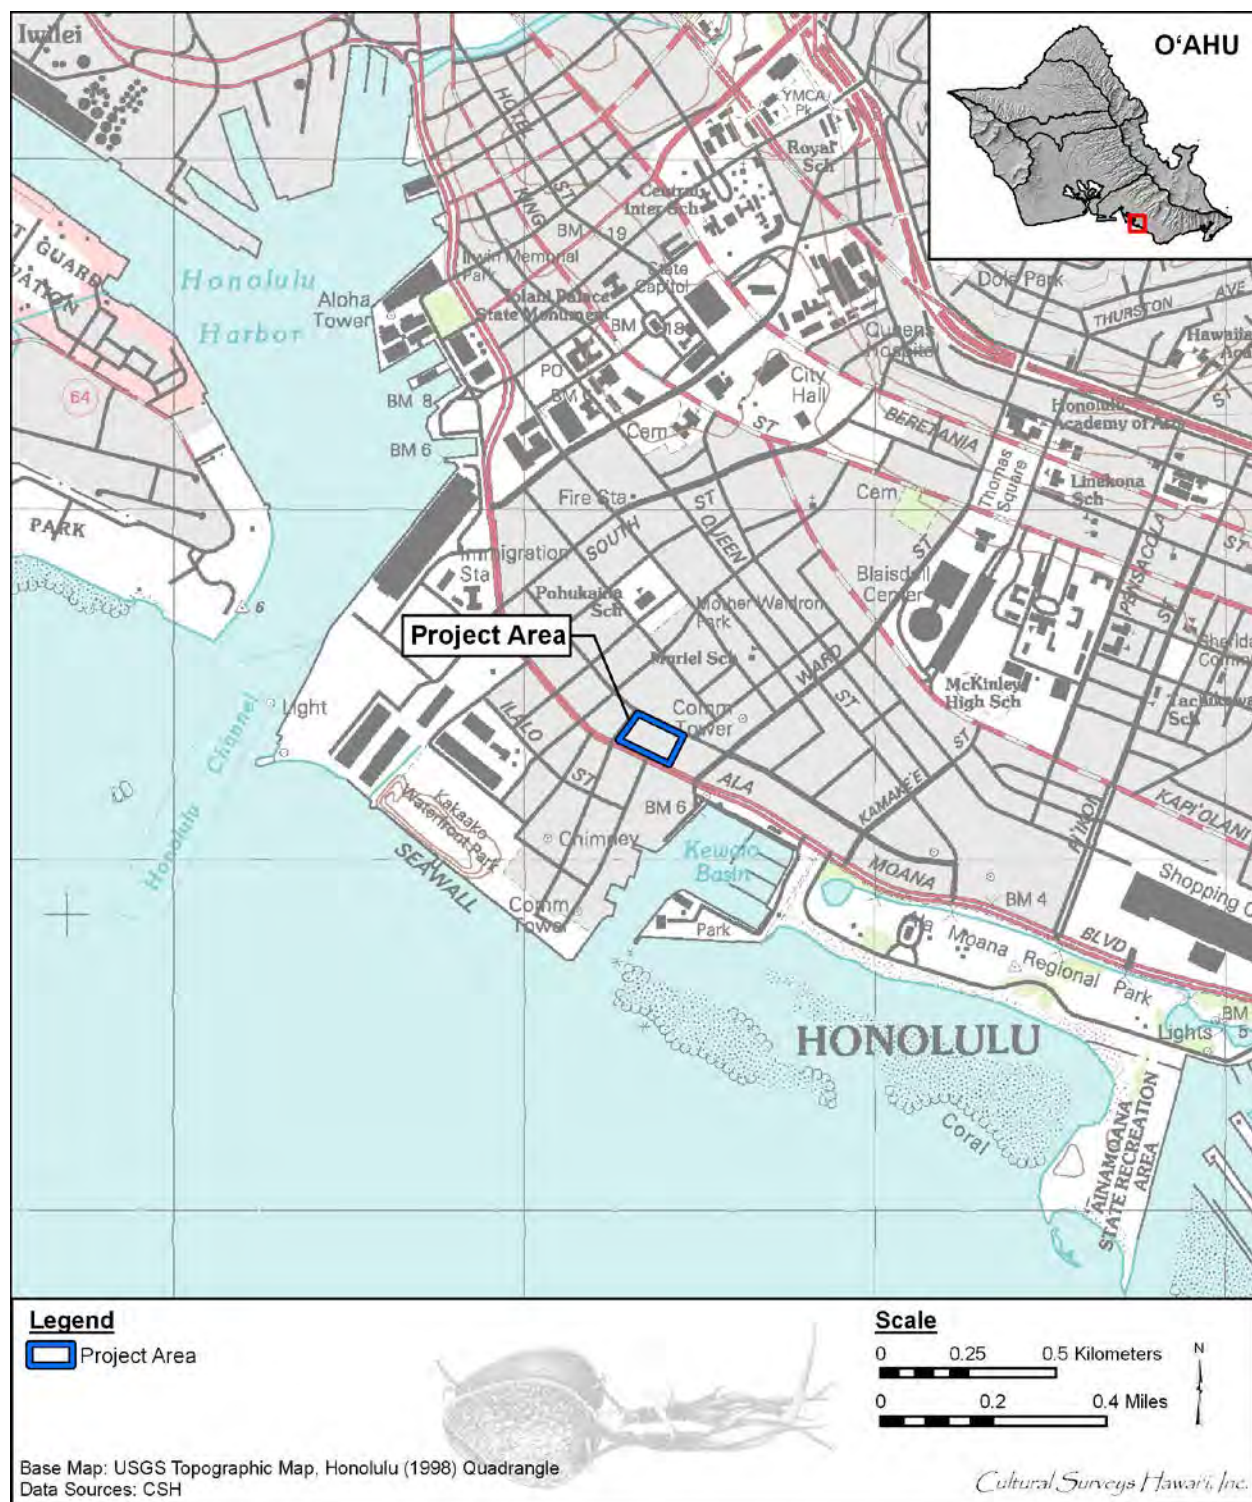 Iwilei
O‘AHU
HOTEL
ST
KING
YMCA/
Pk
Royal
Sch
Central
Inter Sch
BM 19
T GUARD
VATION
Honolulu
Harbor
Aloha
Tower
Irwin Memorial
Park
Iolani Palace
State Monument
State
Capitol
BM 18
Dole Park
THURSTON AVE
Queens
Hospital
PO
BM 8
BM 6
64
City
Hall
Cem
ST
BERETANIA
Honolulu
Academy of Arts
ST
Linekona
Sch
Thomas
Square
Cem
Fire Sta
SOUTH
ST
QUEEN
PARK
Immigration
Sta
Pohukaina
Sch
Mother Waldron
Park
Blaisdell
Center
ST
PENSACOLA
ST
ST
6
Project Area
Muriel Sch
WARD
ST
McKinley
High Sch
Sch
Light
Honolulu Channel
ILALO
ST
Comm
Tower
ST
BM 6
ALA
MOANA
BLVD
KAMAKE‘E
KAPI‘OLANI
Kakaako
Waterfront Park
SEAWALL
Chimney
Kewalo
Basin
Comm
Tower
Park
BM 4
Shopping C
Ala Moana Regional Park
HONOLULU
Coral
Lights
BM
5
‘AINAMOANA
STATE RECREATION
AREA
Legend
Project Area
Scale
0 0.25 0.5 Kilometers
0 0.2 0.4 Miles
N
Base Map: USGS Topographic Map, Honolulu (1998) Quadrangle
Data Sources: CSH
Cultural Surveys Hawai‘i, Inc.